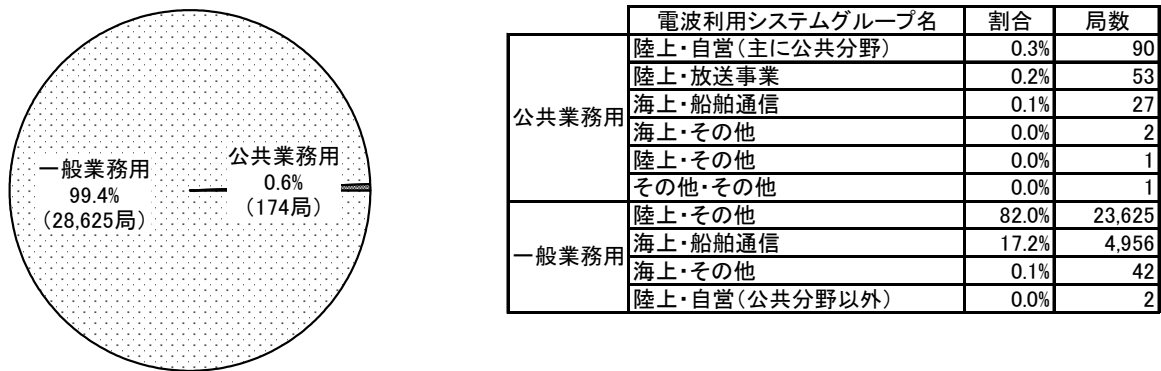 一般業務用
99.4%
(28,625局)
公共業務用
0.6%
(174局)
電波利用システムグループ名 割合 局数
公共業務用
陸上・自営(主に公共分野) 0.3% 90
陸上・放送事業 0.2% 53
海上・船舶通信 0.1% 27
海上・その他 0.0% 2
陸上・その他 0.0% 1
その他・その他 0.0% 1
一般業務用
陸上・その他 82.0% 23,625
海上・船舶通信 17.2% 4,956
海上・その他 0.1% 42
陸上・自営(公共分野以外) 0.0% 2